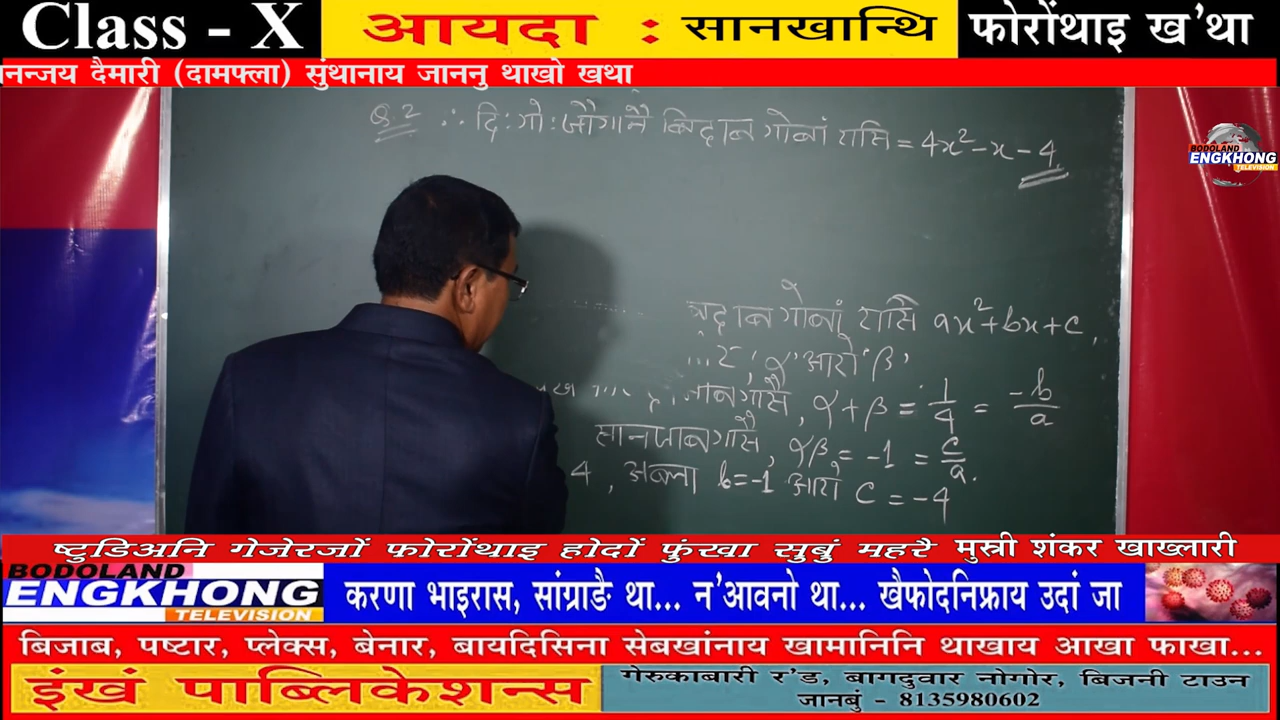 Class - X
आयदा : सानखान्थि
फोरोंथाइ ख'था
नन्जय दैमारी (दामफ्ला) सुंथानाय जाननु थाखो खथा
Q.2 ∴ दि:गो:जौगानै बिदान गोनां रासि = 4x²-x-4
BODOLAND
ENGKHONG
TELEVISION
दान गोनां रासि ax²+bx+c,
'α' आरो 'β'
α+β = 1/4 = -b/a
αβ = -1 = c/a.
4, अब्ला b=-1 आरो c = -4
ष्टुडिअनि गेजेरजों फोरोंथाइ होदों फुंखा सुबुं महरै मुस्री शंकर खाख्लारी
BODOLAND
ENGKHONG
TELEVISION
करणा भाइरास, सांग्राङै था... न'आवनो था... खैफोदनिफ्राय उदां जा
बिजाब, पष्टार, प्लेक्स, बेनार, बायदिसिना सेबखांनाय खामानिनि थाखाय आखा फाखा...
इंखं पाब्लिकेशन्स
गेरुकाबारी र'ड, बागदुवार नोगोर, बिजनी टाउन
जानबुं - 8135980602